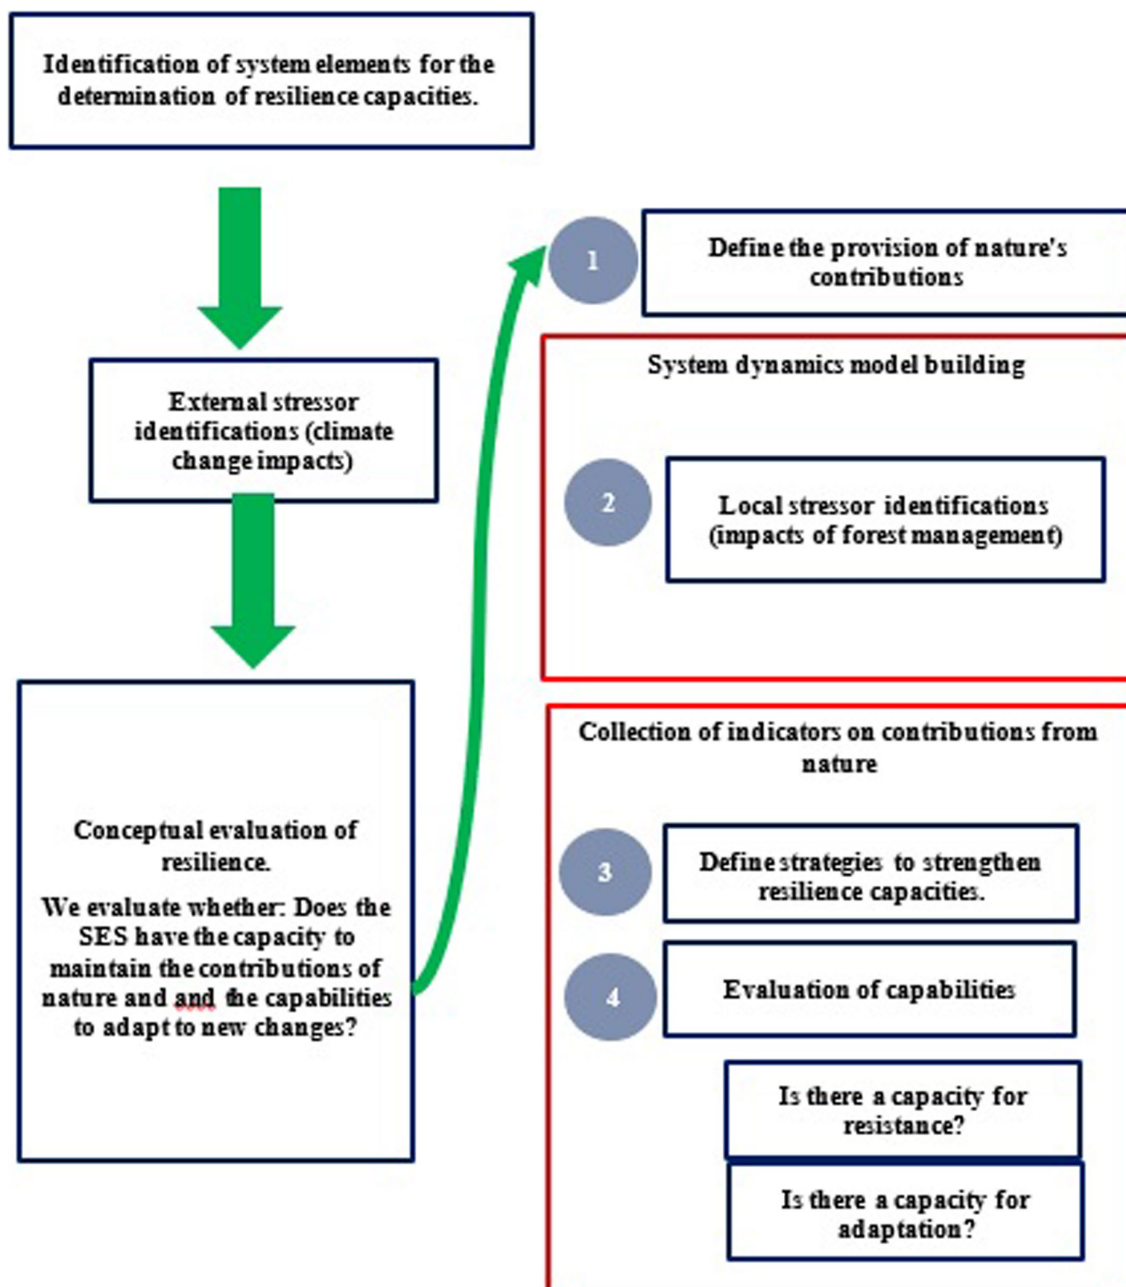 Identification of system elements for the
determination of resilience capacities.
External stressor
identifications (climate
change impacts)
Conceptual evaluation of
resilience.
We evaluate whether: Does the
SES have the capacity to
maintain the contributions of
nature and and the capabilities
to adapt to new changes?
1
Define the provision of nature's
contributions
System dynamics model building
2
Local stressor identifications
(impacts of forest management)
Collection of indicators on contributions from
nature
3
Define strategies to strengthen
resilience capacities.
4
Evaluation of capabilities
Is there a capacity for
resistance?
Is there a capacity for
adaptation?